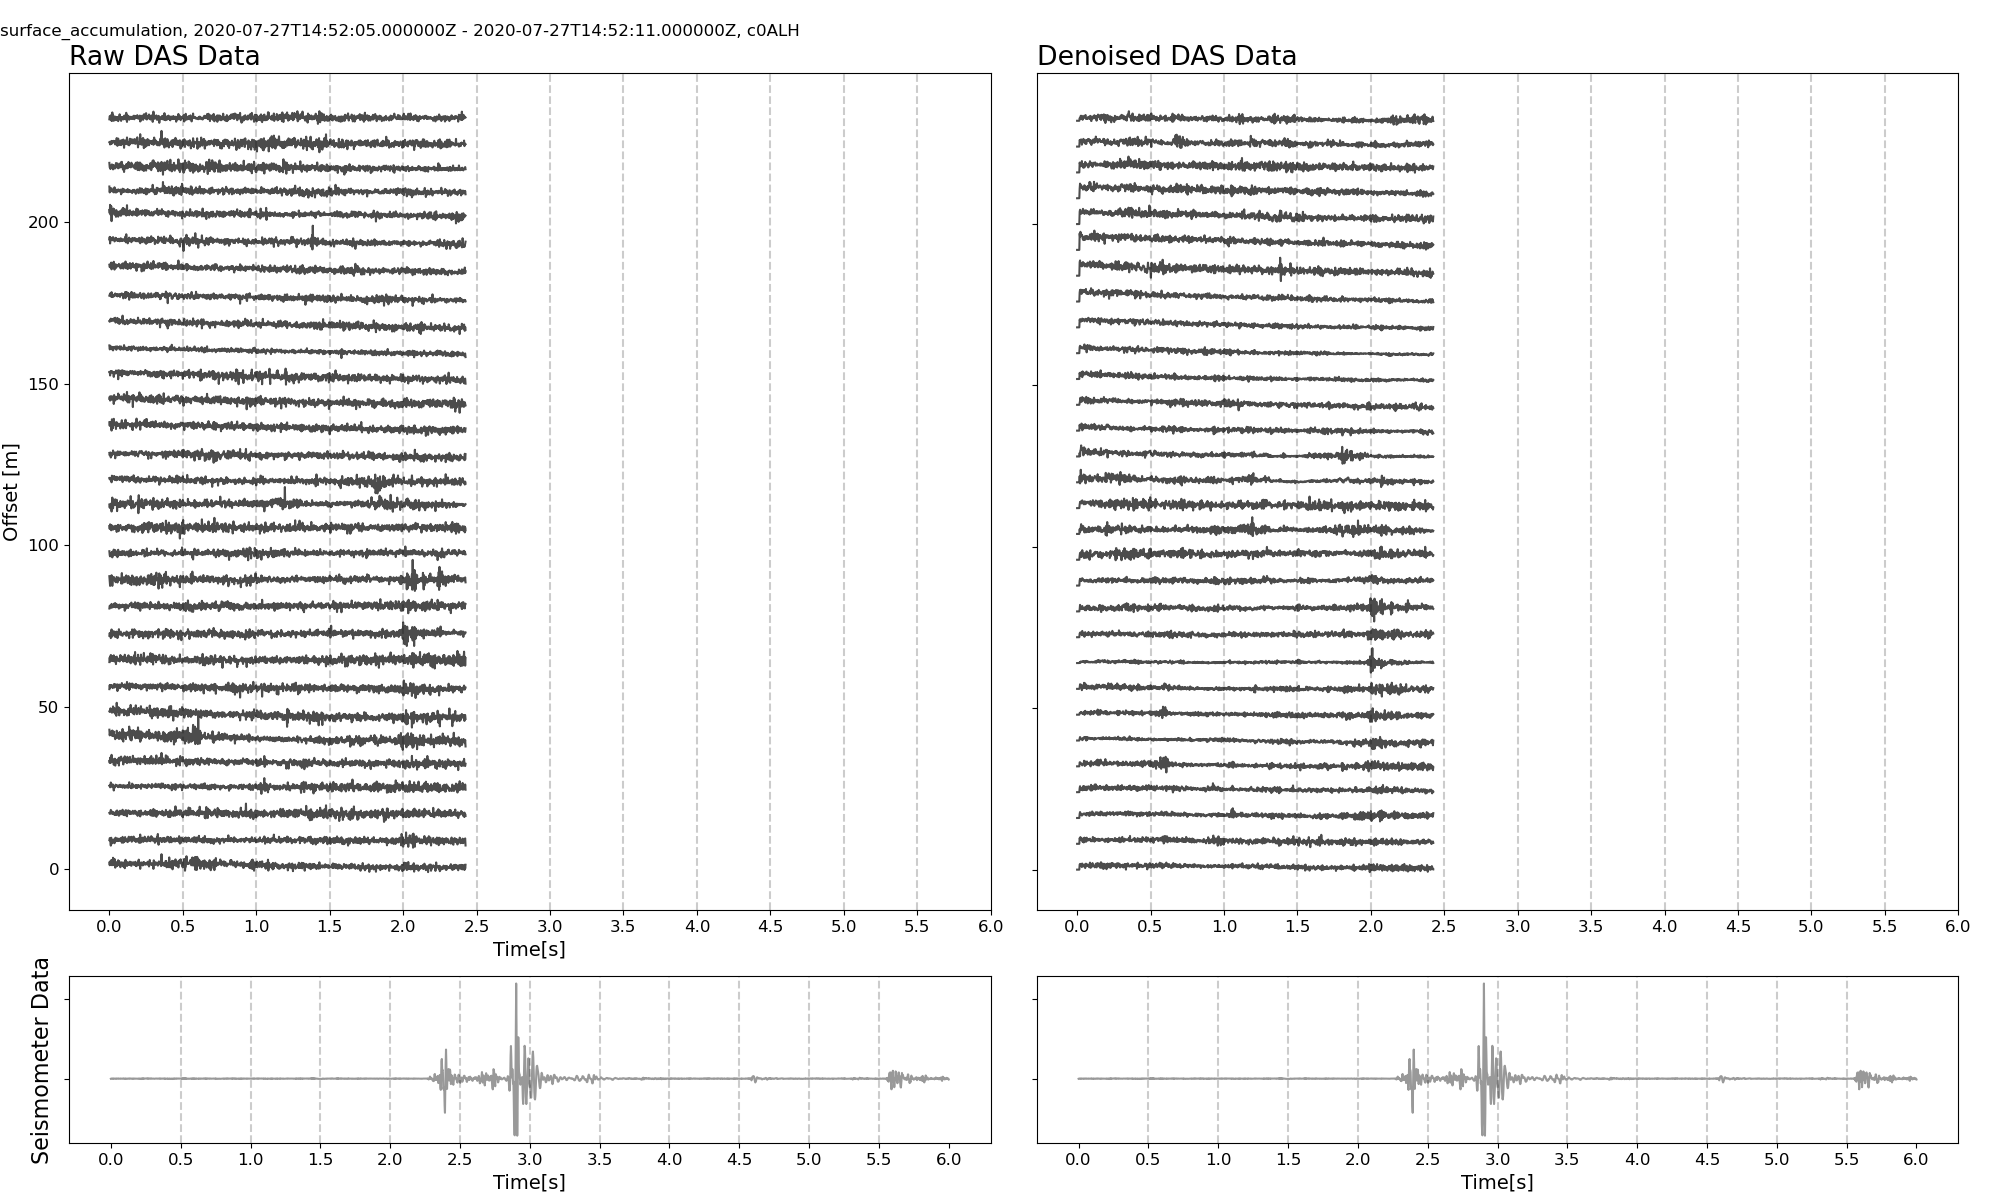 surface_accumulation, 2020-07-27T14:52:05.000000Z - 2020-07-27T14:52:11.000000Z, c0ALH
Raw DAS Data
Denoised DAS Data
Offset [m]
200
150
100
50
0
0.0 0.5 1.0 1.5 2.0 2.5 3.0 3.5 4.0 4.5 5.0 5.5 6.0
Time[s]
0.0 0.5 1.0 1.5 2.0 2.5 3.0 3.5 4.0 4.5 5.0 5.5 6.0
Seismometer Data
0.0 0.5 1.0 1.5 2.0 2.5 3.0 3.5 4.0 4.5 5.0 5.5 6.0
Time[s]
0.0 0.5 1.0 1.5 2.0 2.5 3.0 3.5 4.0 4.5 5.0 5.5 6.0
Time[s]